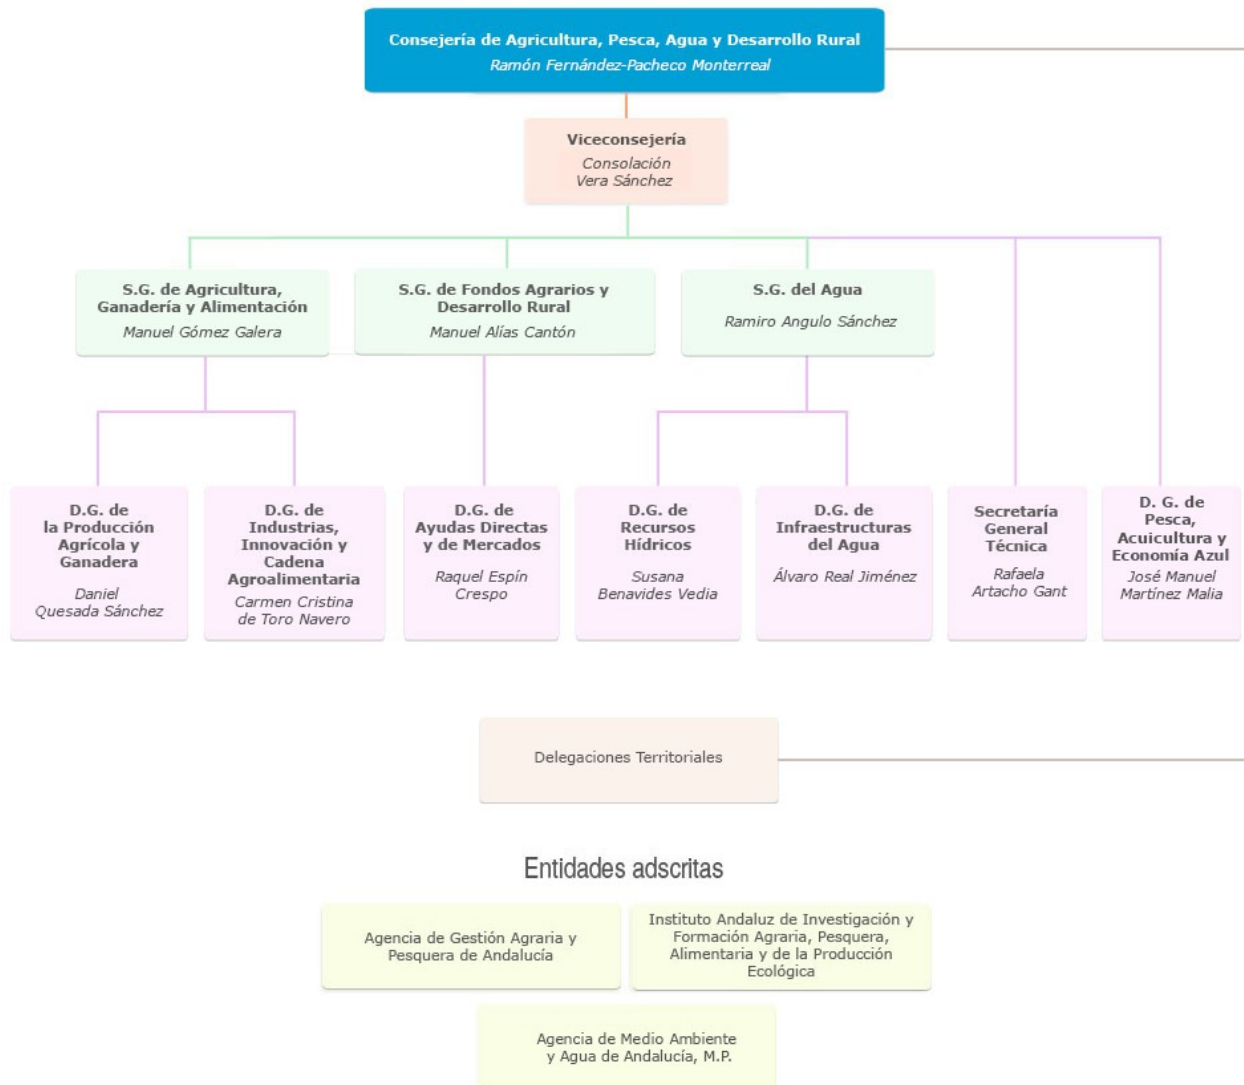 Consejería de Agricultura, Pesca, Agua y Desarrollo Rural
Ramón Fernández-Pacheco Monterreal
Viceconsejería
Consolación
Vera Sánchez
S.G. de Agricultura,
Ganadería y Alimentación
Manuel Gómez Galera
S.G. de Fondos Agrarios y
Desarrollo Rural
Manuel Alías Cantón
S.G. del Agua
Ramiro Angulo Sánchez
D.G. de
la Producción
Agrícola y
Ganadera
Daniel
Quesada Sánchez
D.G. de
Industrias,
Innovación y
Cadena
Agroalimentaria
Carmen Cristina
de Toro Navero
D.G. de
Ayudas Directas
y de Mercados
Raquel Espín
Crespo
D.G. de
Recursos
Hídricos
Susana
Benavides Vedia
D.G. de
Infraestructuras
del Agua
Álvaro Real Jiménez
Secretaría
General
Técnica
Rafaela
Artacho Gant
D. G. de
Pesca,
Acuicultura y
Economía Azul
José Manuel
Martínez Malia
Delegaciones Territoriales
Entidades adscritas
Agencia de Gestión Agraria y
Pesquera de Andalucía
Instituto Andaluz de Investigación y
Formación Agraria, Pesquera,
Alimentaria y de la Producción
Ecológica
Agencia de Medio Ambiente
y Agua de Andalucía, M.P.